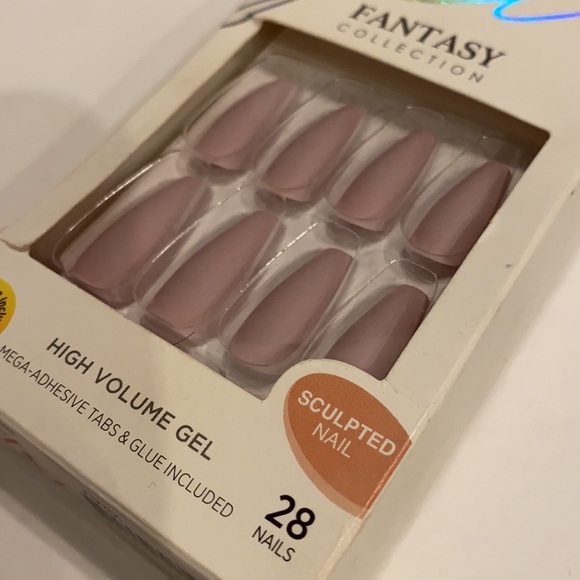 FANTASY
COLLECTION
HIGH VOLUME GEL
MEGA-ADHESIVE TABS & GLUE INCLUDED
SCULPTED
NAIL
28
NAILS